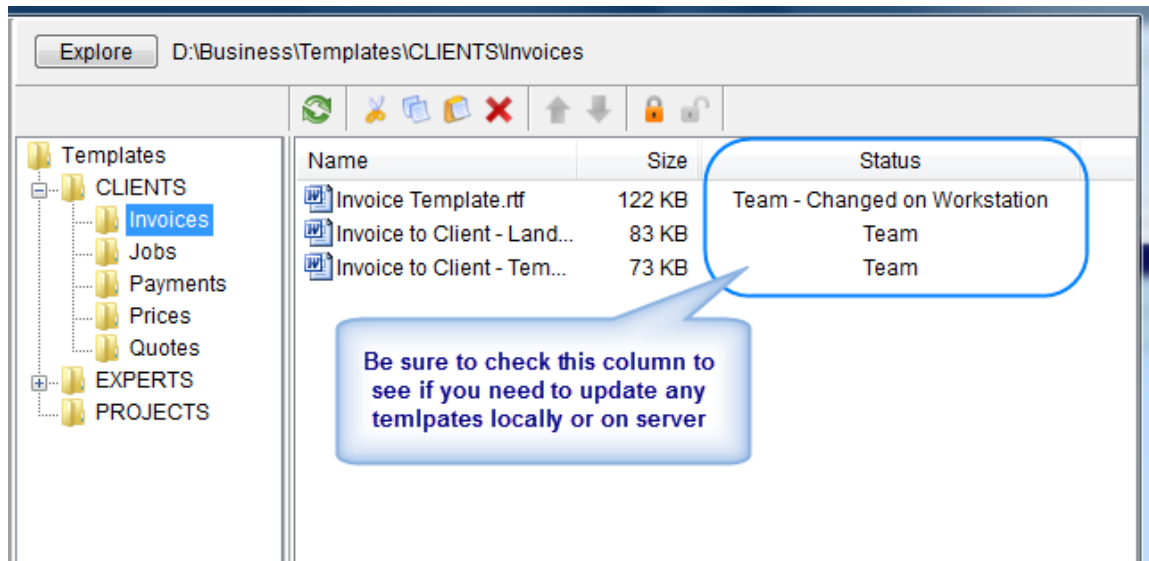 Explore D:\Business\Templates\CLIENTS\Invoices
Templates
CLIENTS
Invoices
Jobs
Payments
Prices
Quotes
EXPERTS
PROJECTS
Name Size Status
Invoice Template.rtf 122 KB Team - Changed on Workstation
Invoice to Client - Land... 83 KB Team
Invoice to Client - Tem... 73 KB Team
Be sure to check this column to
see if you need to update any
temlpates locally or on server